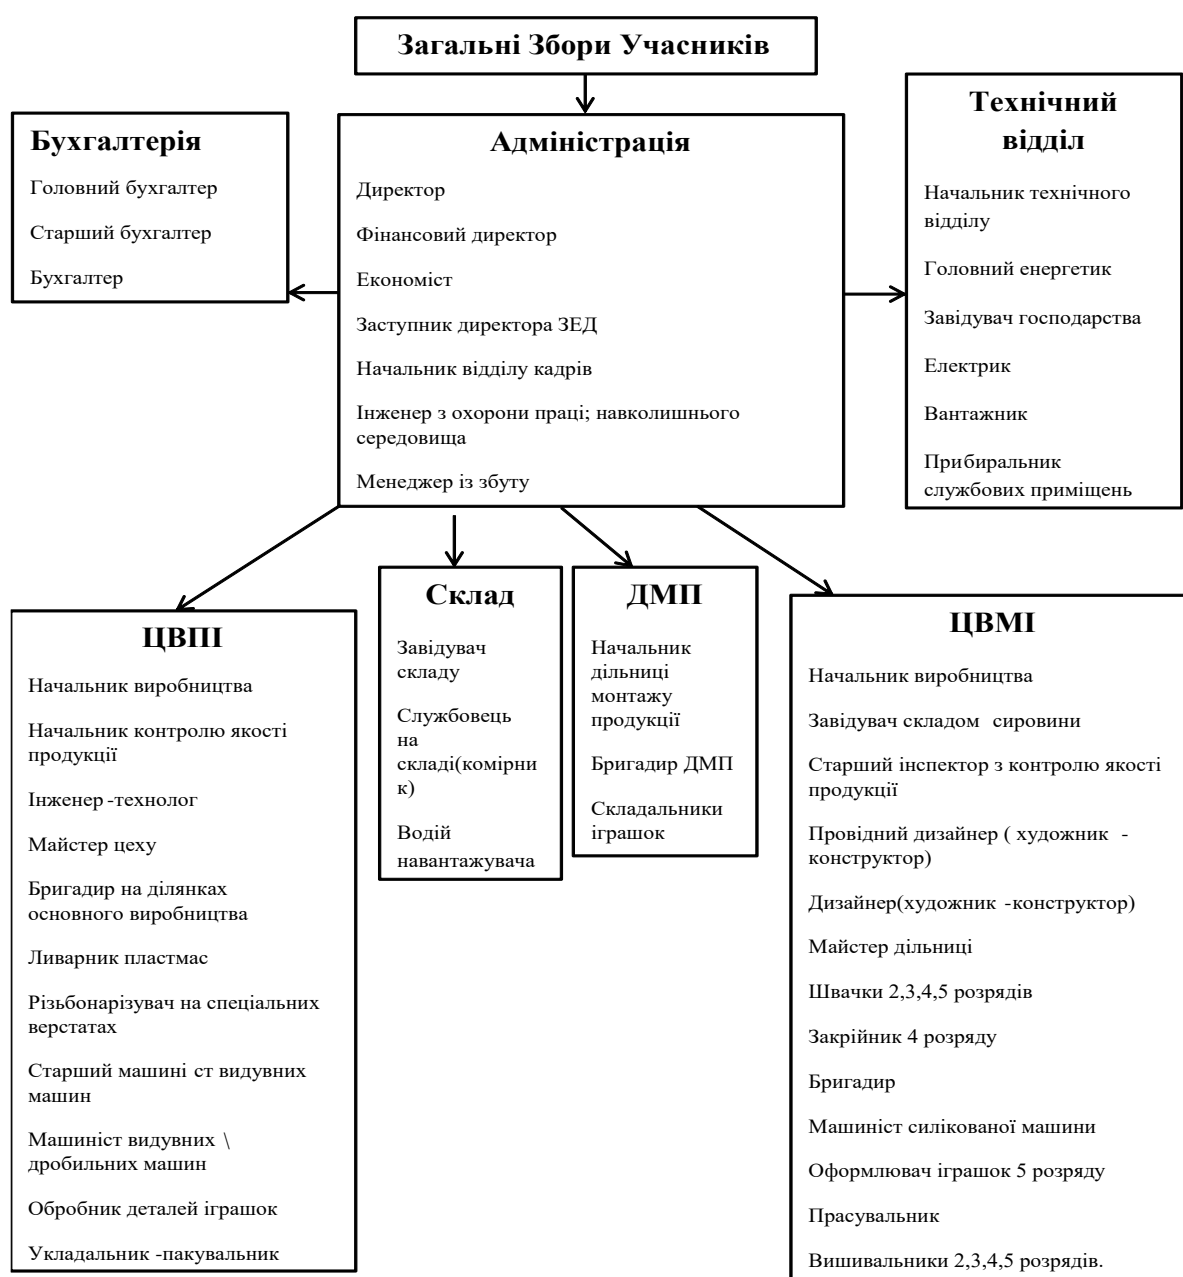 Загальні Збори Учасників
Бухгалтерія
Головний бухгалтер
Старший бухгалтер
Бухгалтер
Адміністрація
Директор
Фінансовий директор
Економіст
Заступник директора ЗЕД
Начальник відділу кадрів
Інженер з охорони праці; навколишнього
середовища
Менеджер із збуту
Технічний
відділ
Начальник технічного
відділу
Головний енергетик
Завідувач господарства
Електрик
Вантажник
Прибиральник
службових приміщень
ЦВПІ
Начальник виробництва
Начальник контролю якості
продукції
Інженер -технолог
Майстер цеху
Бригадир на ділянках
основного виробництва
Ливарник пластмас
Різьбонарізувач на спеціальних
верстатах
Старший машині ст видувних
машин
Машиніст видувних \
дробильних машин
Обробник деталей іграшок
Укладальник -пакувальник
Склад
Завідувач
складу
Службовець
на
складі(комірни
к)
Водій
навантажувача
ДМП
Начальник
дільниці
монтажу
продукції
Бригадир ДМП
Складальники
іграшок
ЦВМІ
Начальник виробництва
Завідувач складом сировини
Старший інспектор з контролю якості
продукції
Провідний дизайнер ( художник -
конструктор)
Дизайнер(художник -конструктор)
Майстер дільниці
Швачки 2,3,4,5 розрядів
Закрійник 4 розряду
Бригадир
Машиніст силікованої машини
Оформлювач іграшок 5 розряду
Прасувальник
Вишивальники 2,3,4,5 розрядів.